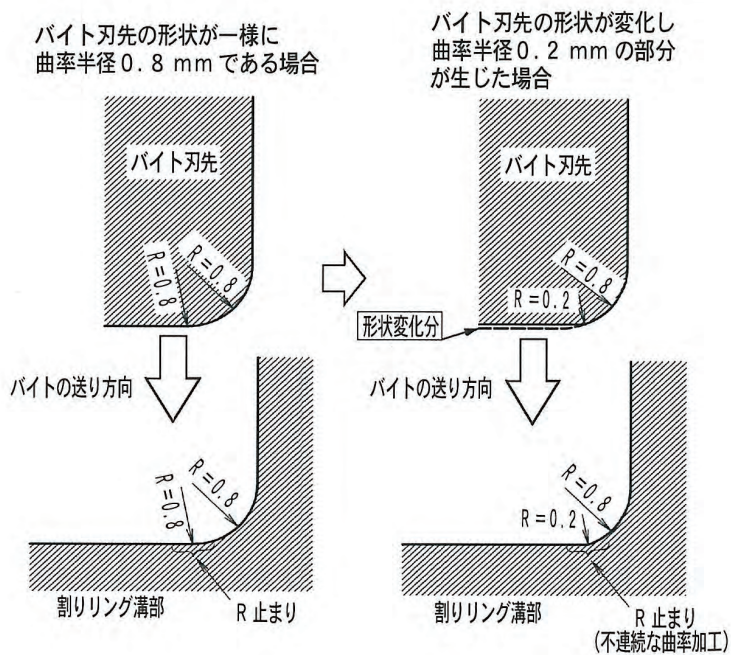 バイト刃先の形状が一様に
曲率半径0.8 mmである場合
バイト刃先の形状が変化し
曲率半径0.2 mmの部分
が生じた場合
バイト刃先
R=0.8
R=0.8
バイト刃先
R=0.8
R=0.2
形状変化分
バイトの送り方向
バイトの送り方向
R=0.8
R=0.8
R=0.8
R=0.2
割りリング溝部
R 止まり
割りリング溝部
R 止まり
(不連続な曲率加工)